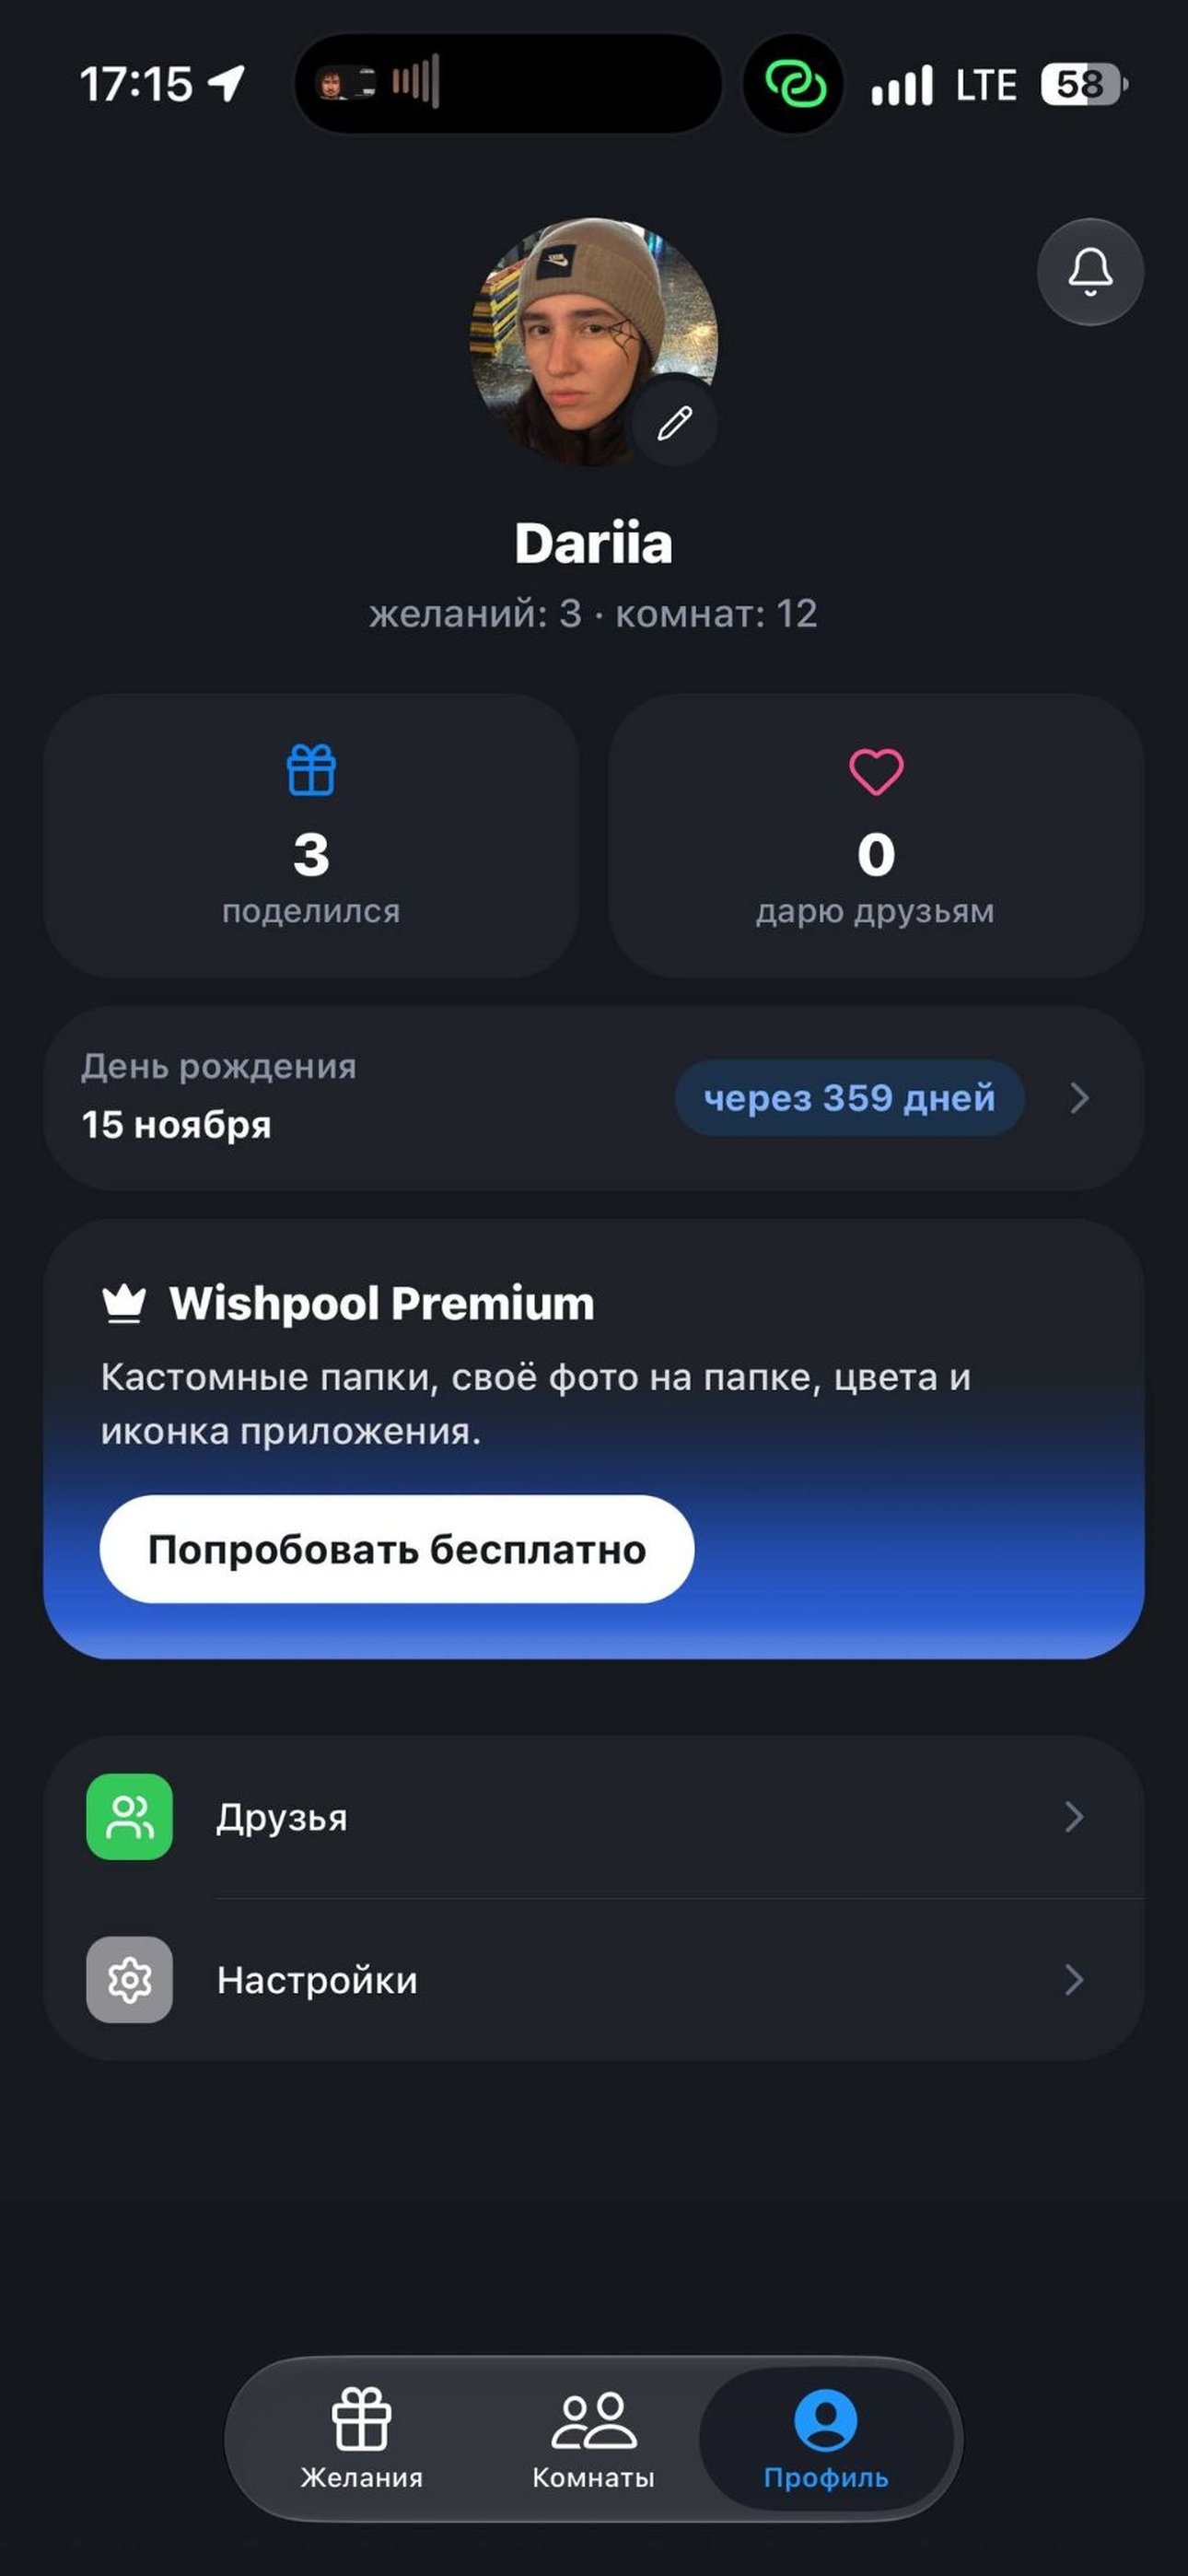 17:15
LTE
58
Dariia
желаний: 3 · комнат: 12
3
поделился
0
дарю друзьям
День рождения
15 ноября
через 359 дней
Wishpool Premium
Кастомные папки, своё фото на папке, цвета и
иконка приложения.
Попробовать бесплатно
Друзья
Настройки
Желания
Комнаты
Профиль